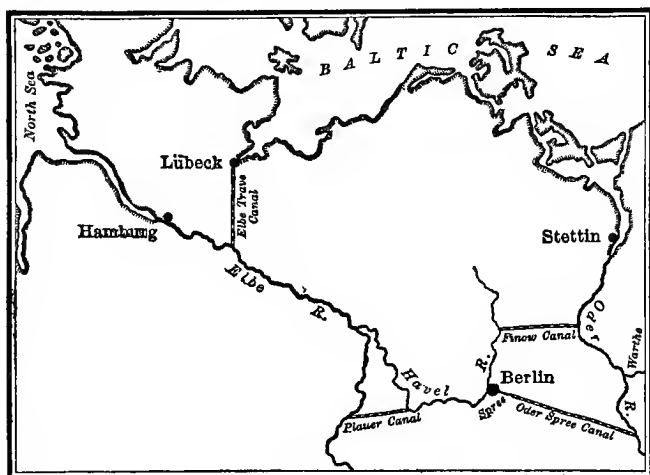 BALTIC SEA
North Sea
Lübeck
Elbe Trave
Canal
Hamburg
Stettin
Elbe R.
Oder R.
Finow Canal
Warthe
Havel R.
Berlin
Spree
Oder Spree Canal
Plauer Canal